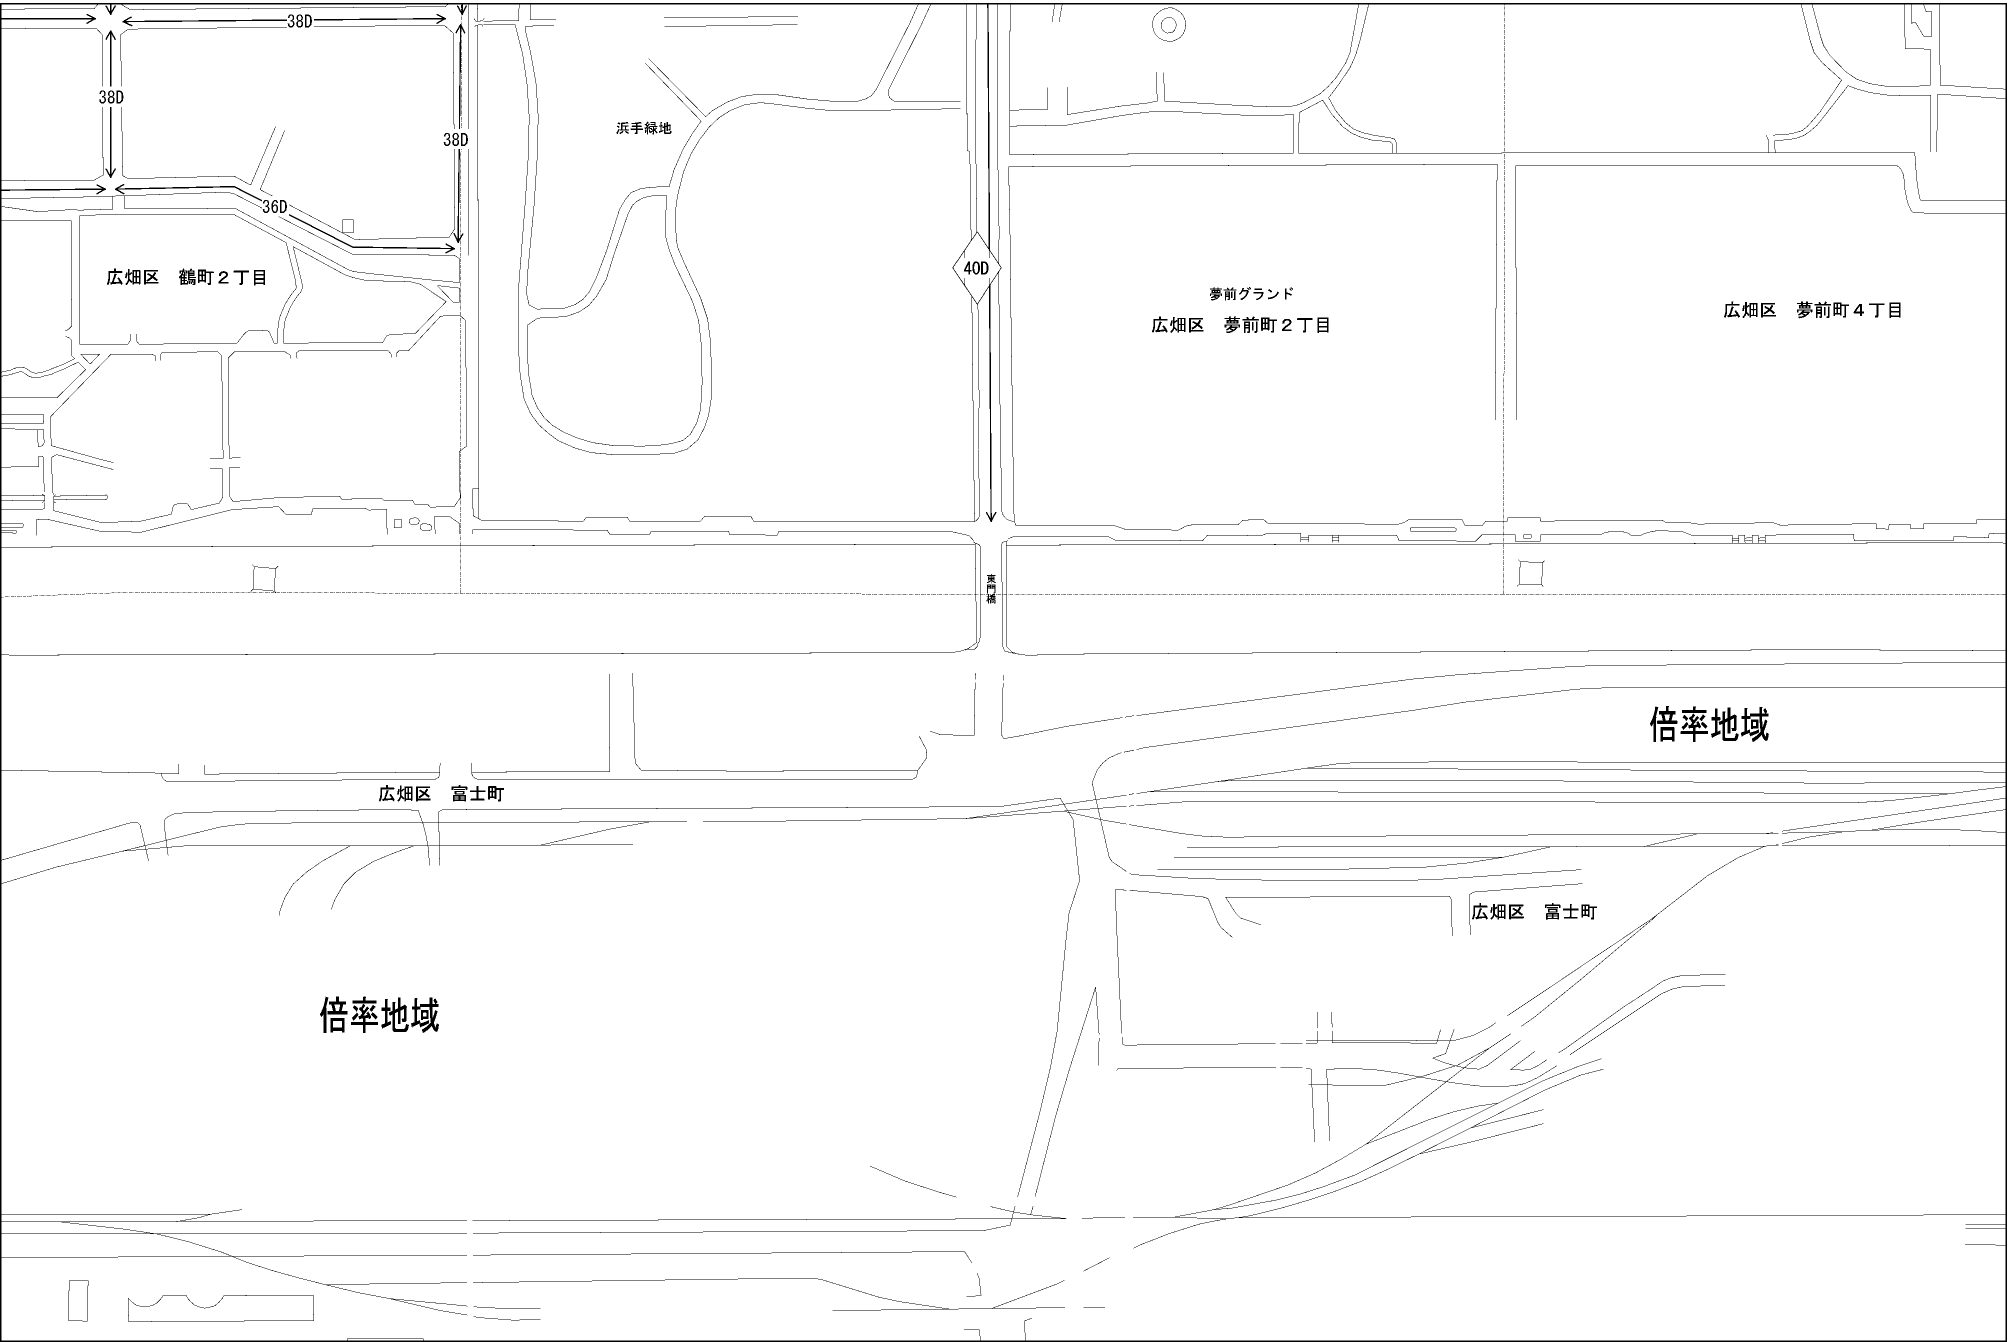 38D
38D
浜手緑地
38D
36D
40D
広畑区　鶴町２丁目
夢前グランド
広畑区　夢前町２丁目
広畑区　夢前町４丁目
東門橋
倍率地域
広畑区　富士町
広畑区　富士町
倍率地域